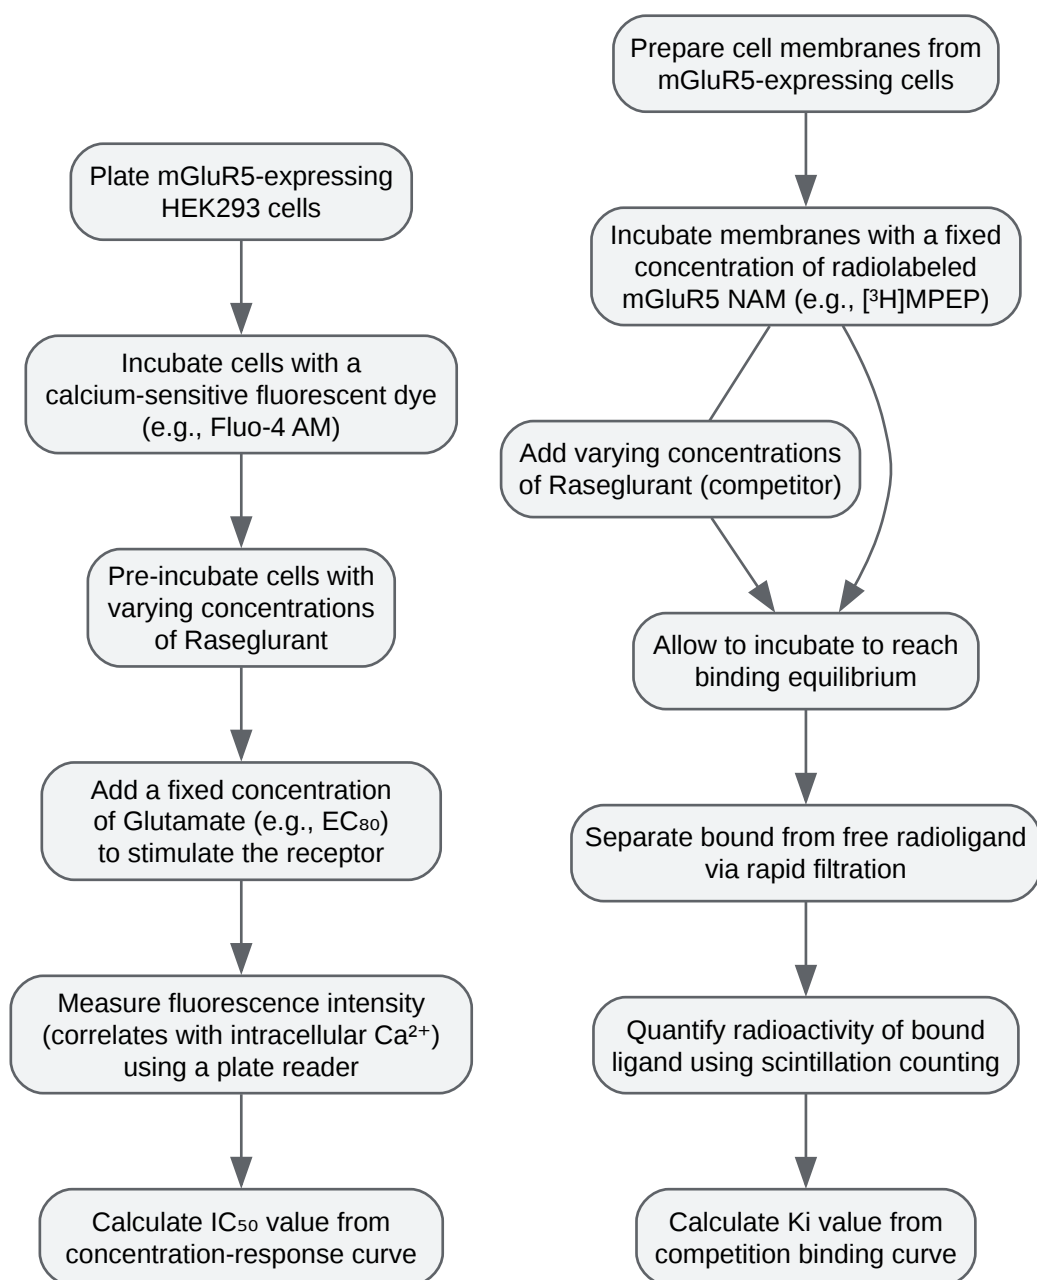 Plate mGluR5-expressing
HEK293 cells
Incubate cells with a
calcium-sensitive fluorescent dye
(e.g., Fluo-4 AM)
Pre-incubate cells with
varying concentrations
of Raseglurant
Add a fixed concentration
of Glutamate (e.g., EC₈₀)
to stimulate the receptor
Measure fluorescence intensity
(correlates with intracellular Ca²⁺)
using a plate reader
Calculate IC₅₀ value from
concentration-response curve
Prepare cell membranes from
mGluR5-expressing cells
Incubate membranes with a fixed
concentration of radiolabeled
mGluR5 NAM (e.g., [³H]MPEP)
Add varying concentrations
of Raseglurant (competitor)
Allow to incubate to reach
binding equilibrium
Separate bound from free radioligand
via rapid filtration
Quantify radioactivity of bound
ligand using scintillation counting
Calculate Ki value from
competition binding curve